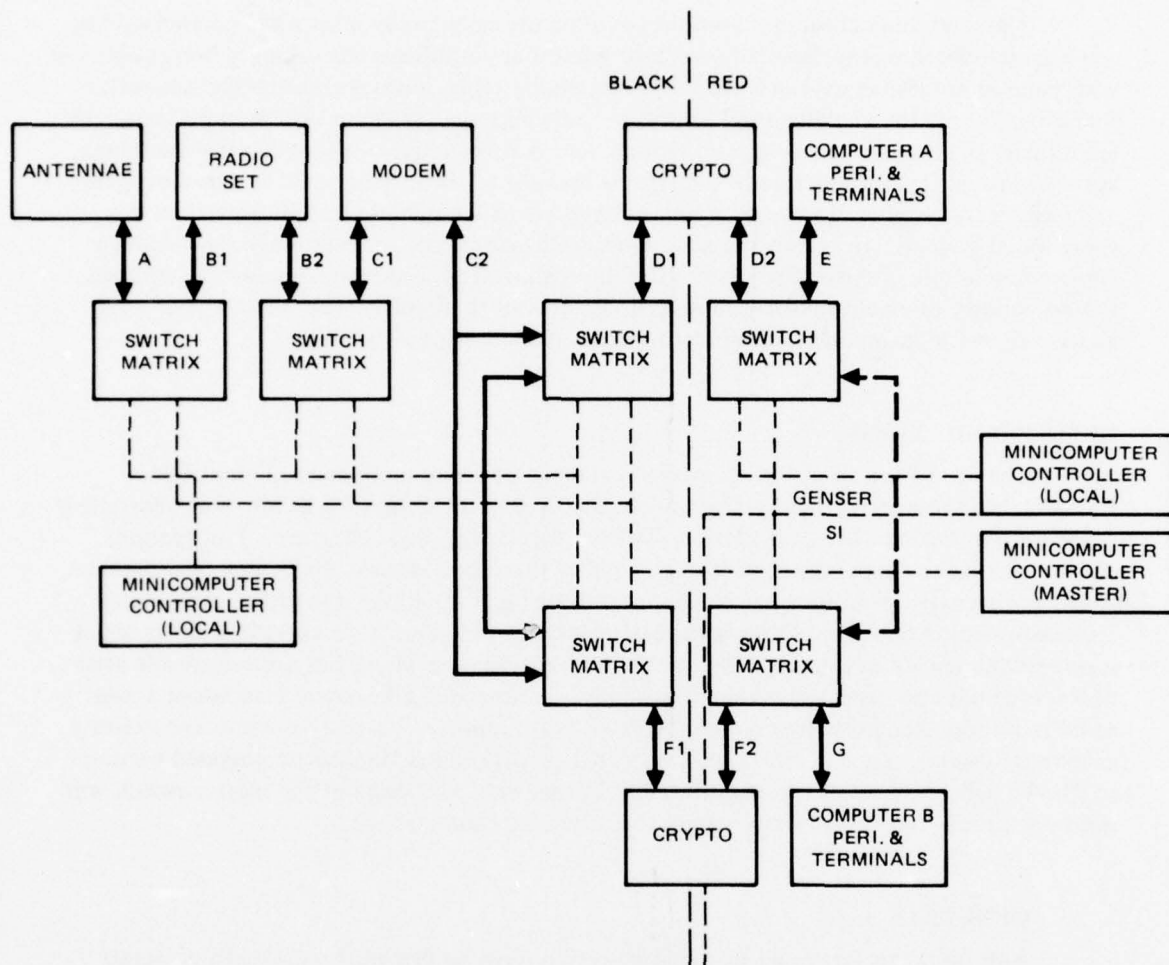 BLACK
RED
ANTENNAE
RADIO
SET
MODEM
CRYPTO
COMPUTER A
PERI. &
TERMINALS
A
B1
B2
C1
C2
D1
D2
E
SWITCH
MATRIX
SWITCH
MATRIX
SWITCH
MATRIX
SWITCH
MATRIX
MINICOMPUTER
CONTROLLER
(LOCAL)
GENSER
SI
MINICOMPUTER
CONTROLLER
(MASTER)
MINICOMPUTER
CONTROLLER
(LOCAL)
SWITCH
MATRIX
SWITCH
MATRIX
F1
F2
G
CRYPTO
COMPUTER B
PERI. &
TERMINALS